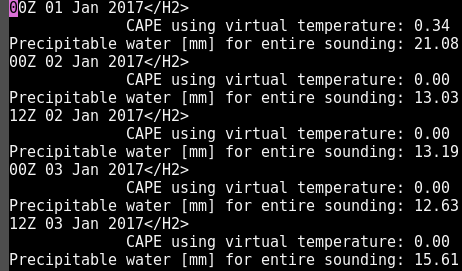 00Z 01 Jan 2017</H2>
CAPE using virtual temperature: 0.34
Precipitable water [mm] for entire sounding: 21.08
00Z 02 Jan 2017</H2>
CAPE using virtual temperature: 0.00
Precipitable water [mm] for entire sounding: 13.03
12Z 02 Jan 2017</H2>
CAPE using virtual temperature: 0.00
Precipitable water [mm] for entire sounding: 13.19
00Z 03 Jan 2017</H2>
CAPE using virtual temperature: 0.00
Precipitable water [mm] for entire sounding: 12.63
12Z 03 Jan 2017</H2>
CAPE using virtual temperature: 0.00
Precipitable water [mm] for entire sounding: 15.61